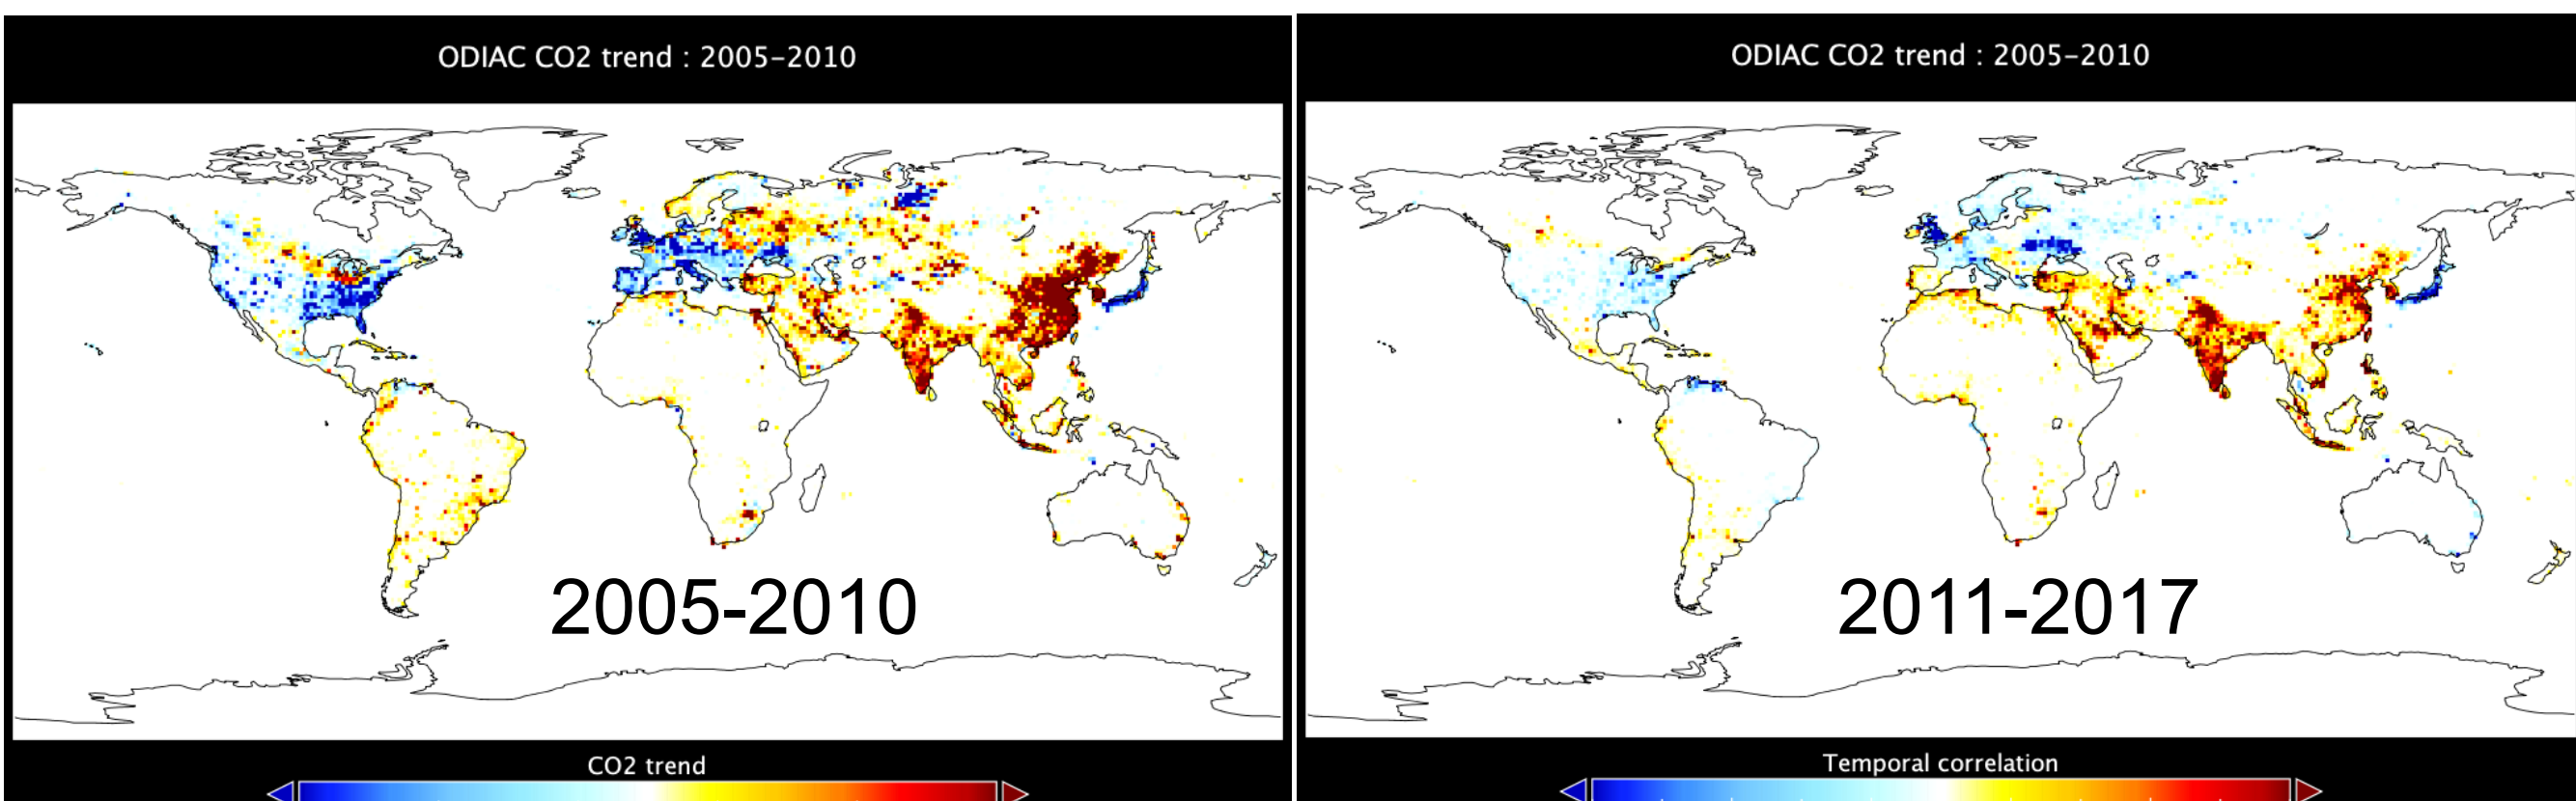 ODIAC CO2 trend : 2005-2010
2005-2010
CO2 trend
ODIAC CO2 trend : 2005-2010
2011-2017
Temporal correlation